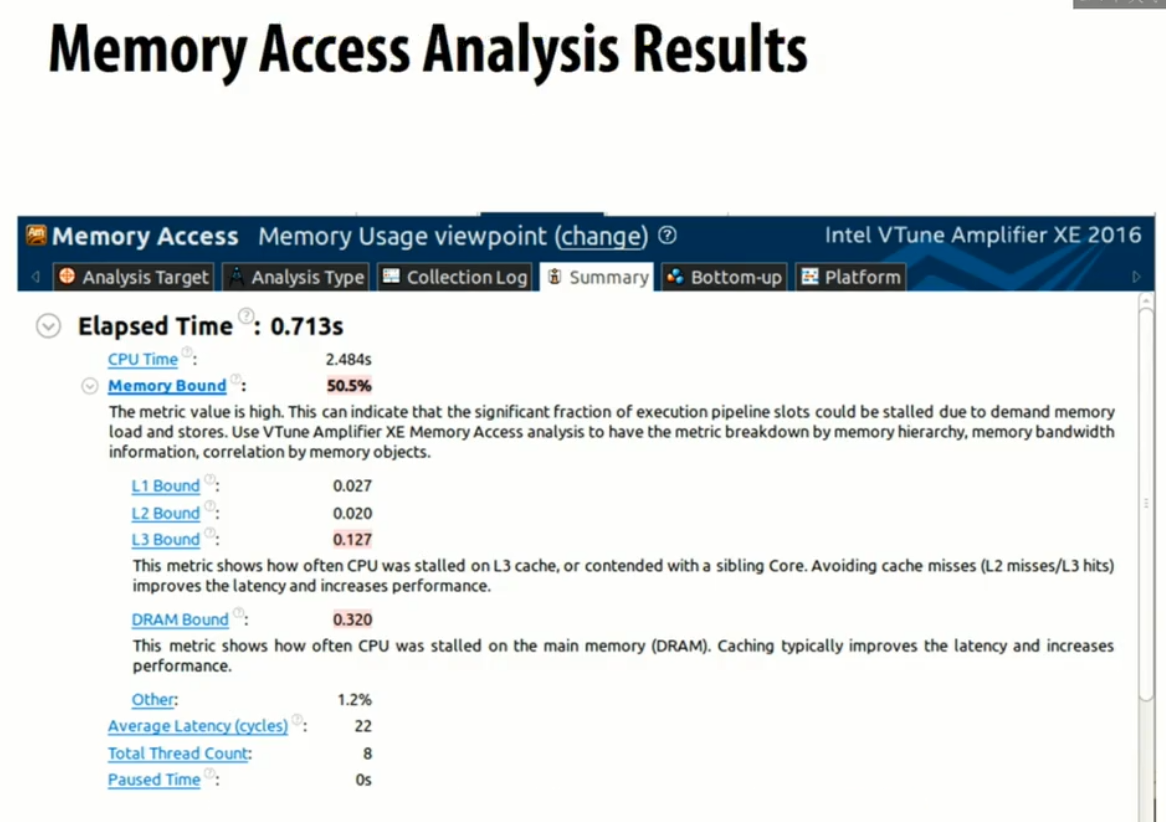 Memory Access Analysis Results
Memory Access Memory Usage viewpoint (change) ? Intel VTune Amplifier XE 2016
Analysis Target Analysis Type Collection Log Summary Bottom-up Platform
Elapsed Time ?: 0.713s
CPU Time ?: 2.484s
Memory Bound ?: 50.5%
The metric value is high. This can indicate that the significant fraction of execution pipeline slots could be stalled due to demand memory
load and stores. Use VTune Amplifier XE Memory Access analysis to have the metric breakdown by memory hierarchy, memory bandwidth
information, correlation by memory objects.
L1 Bound ?: 0.027
L2 Bound ?: 0.020
L3 Bound ?: 0.127
This metric shows how often CPU was stalled on L3 cache, or contended with a sibling Core. Avoiding cache misses (L2 misses/L3 hits)
improves the latency and increases performance.
DRAM Bound ?: 0.320
This metric shows how often CPU was stalled on the main memory (DRAM). Caching typically improves the latency and increases
performance.
Other: 1.2%
Average Latency (cycles) ?: 22
Total Thread Count: 8
Paused Time ?: 0s